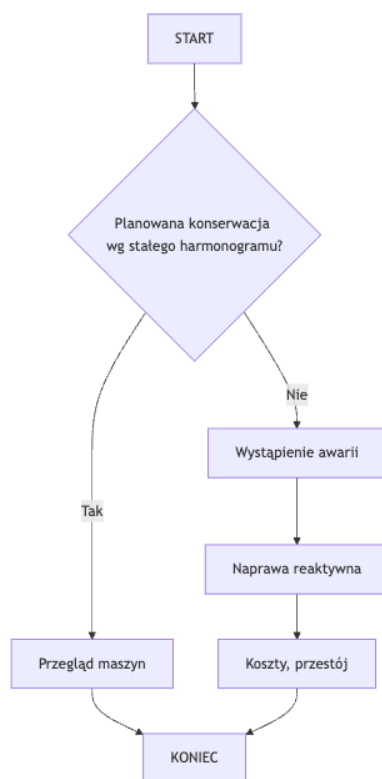 START
Planowana konserwacja
wg stałego harmonogramu?
Nie
Wystąpienie awarii
Tak
Naprawa reaktywna
Przegląd maszyn
Koszty, przestój
KONIEC